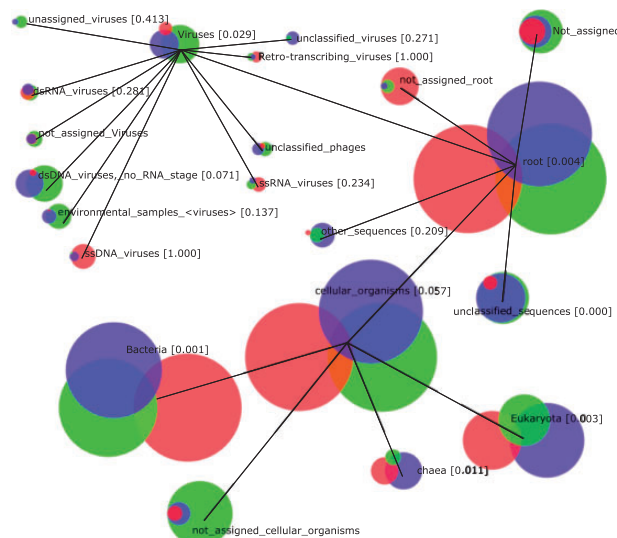 unassigned_viruses [0.413]
Viruses [0.029]
unclassified_viruses [0.271]
Not_assigned
Retro-transcribing_viruses [1.000]
not_assigned_root
dsRNA_viruses [0.281]
not_assigned_Viruses
unclassified_phages
root [0.004]
dsDNA_viruses,_no_RNA_stage [0.071]
ssRNA_viruses [0.234]
environmental_samples_<viruses> [0.137]
other_sequences [0.209]
ssDNA_viruses [1.000]
cellular_organisms [0.057]
unclassified_sequences [0.000]
Bacteria [0.001]
Eukaryota [0.003]
chaea [0.011]
not_assigned_cellular_organisms